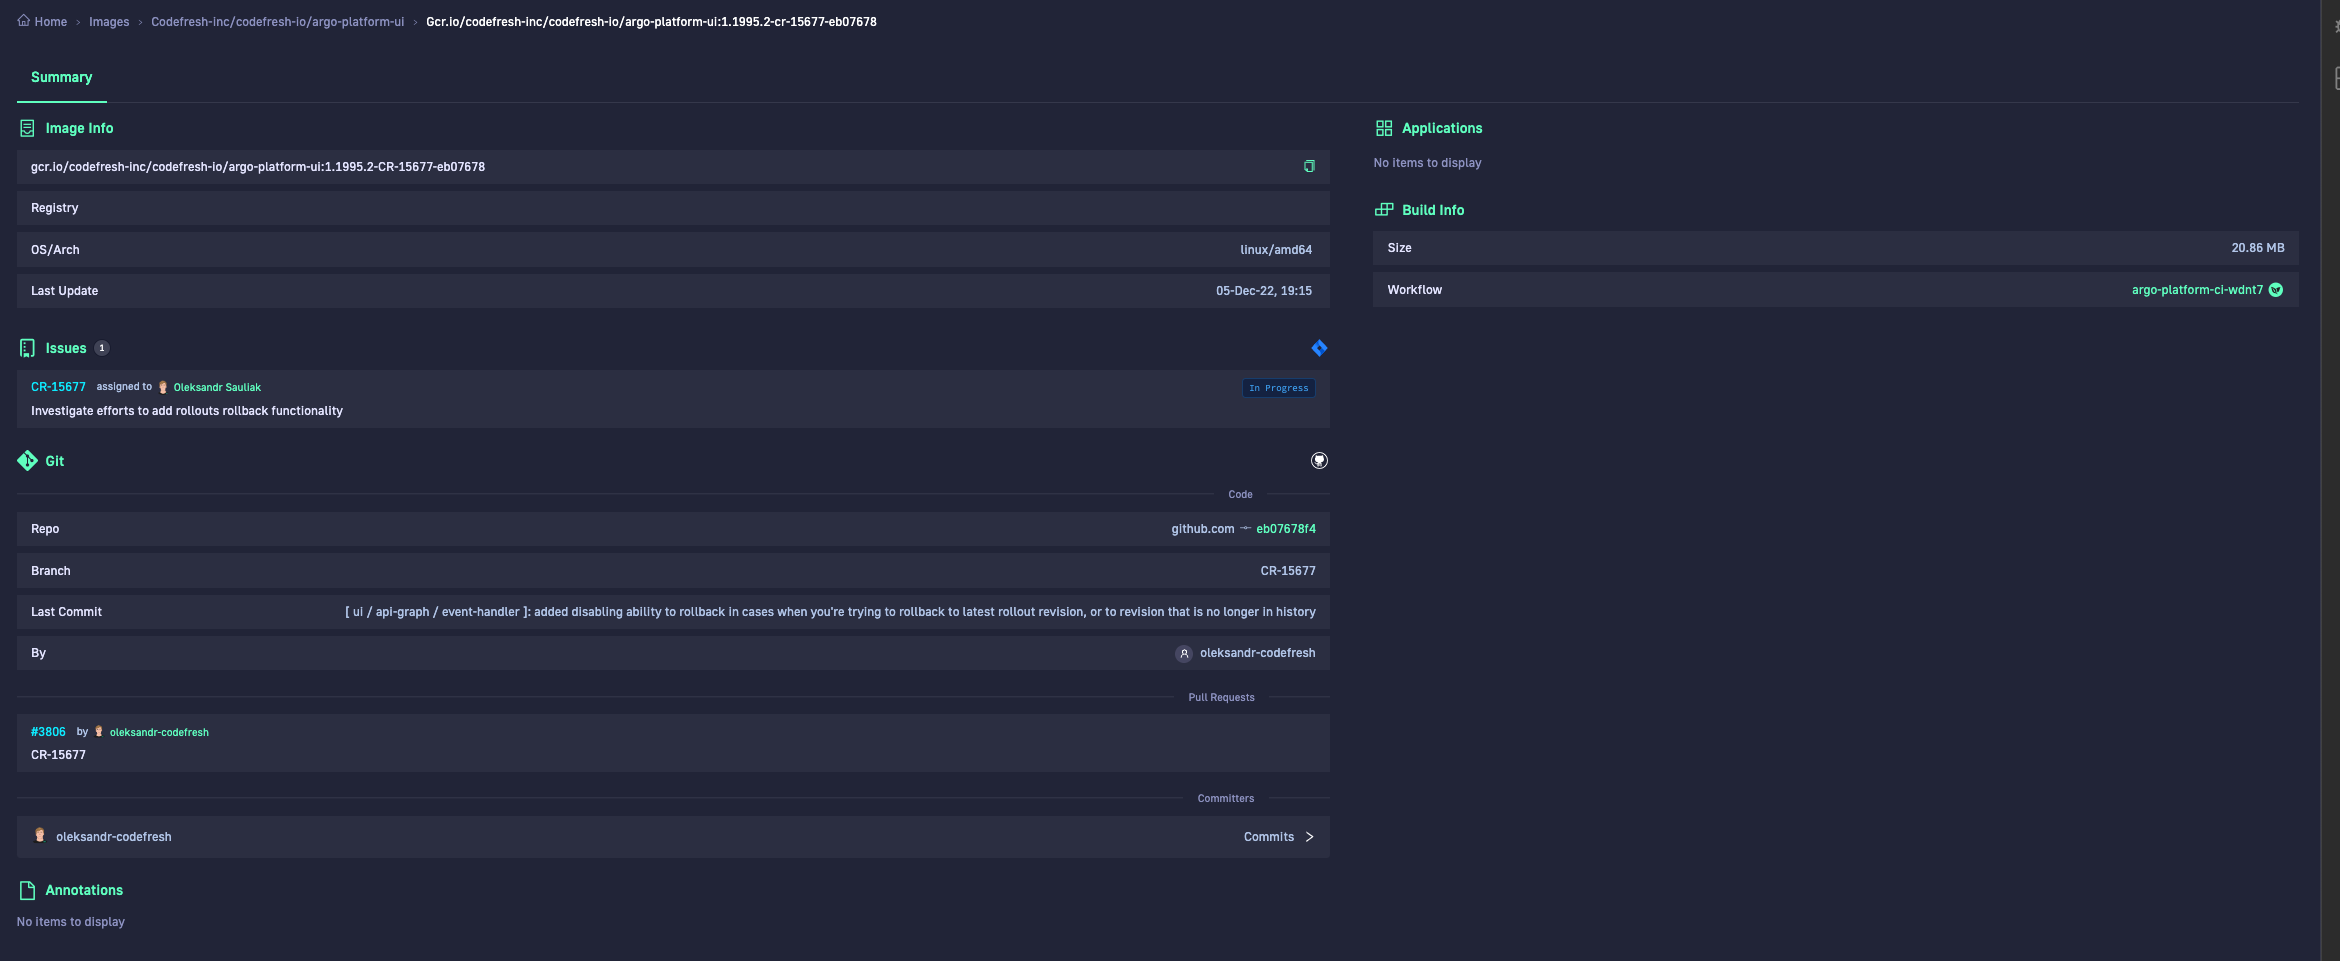 Home > Images > Codefresh-inc/codefresh-io/argo-platform-ui > Gcr.io/codefresh-inc/codefresh-io/argo-platform-ui:1.1995.2-cr-15677-eb07678
Summary
Image Info
gcr.io/codefresh-inc/codefresh-io/argo-platform-ui:1.1995.2-CR-15677-eb07678
Registry
OS/Arch linux/amd64
Last Update 05-Dec-22, 19:15
Issues 1
CR-15677 assigned to Oleksandr Sauliak In Progress
Investigate efforts to add rollouts rollback functionality
Git
Code
Repo github.com eb07678f4
Branch CR-15677
Last Commit [ ui / api-graph / event-handler ]: added disabling ability to rollback in cases when you're trying to rollback to latest rollout revision, or to revision that is no longer in history
By oleksandr-codefresh
Pull Requests
#3806 by oleksandr-codefresh
CR-15677
Committers
oleksandr-codefresh Commits
Annotations
No items to display
Applications
No items to display
Build Info
Size 20.86 MB
Workflow argo-platform-ci-wdnt7